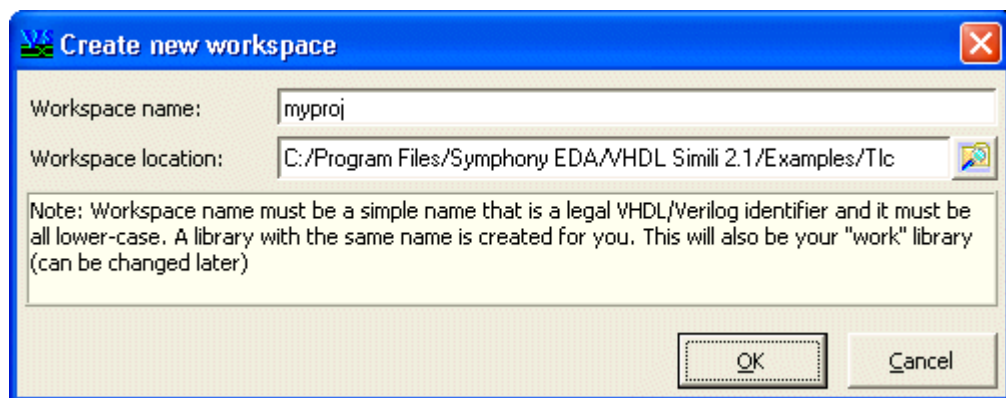 Create new workspace
Workspace name: myproj
Workspace location: C:/Program Files/Symphony EDA/VHDL Simili 2.1/Examples/Tlc
Note: Workspace name must be a simple name that is a legal VHDL/Verilog identifier and it must be
all lower-case. A library with the same name is created for you. This will also be your "work" library
(can be changed later)
OK Cancel